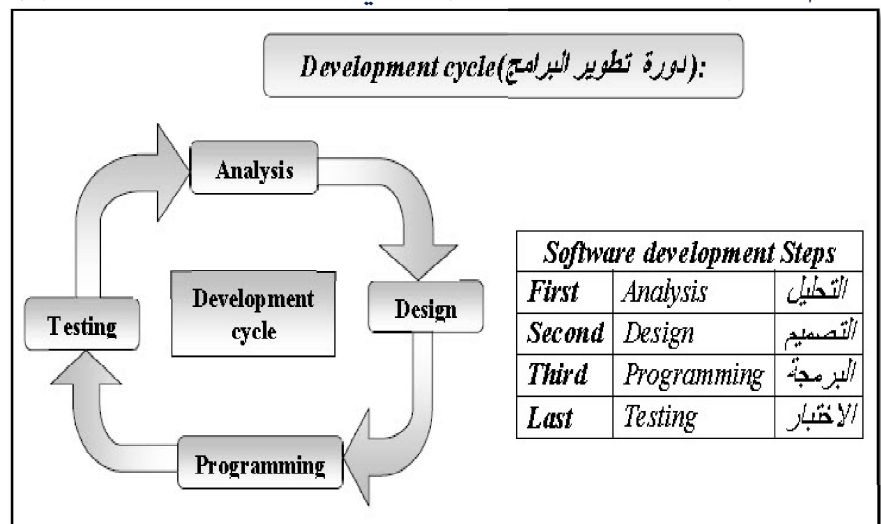 Development cycle(دورة تطوير البرامج):
Analysis
Design
Programming
Testing
Development
cycle
Software development Steps
First Analysis التحليل
Second Design التصميم
Third Programming البرمجة
Last Testing الاختبار